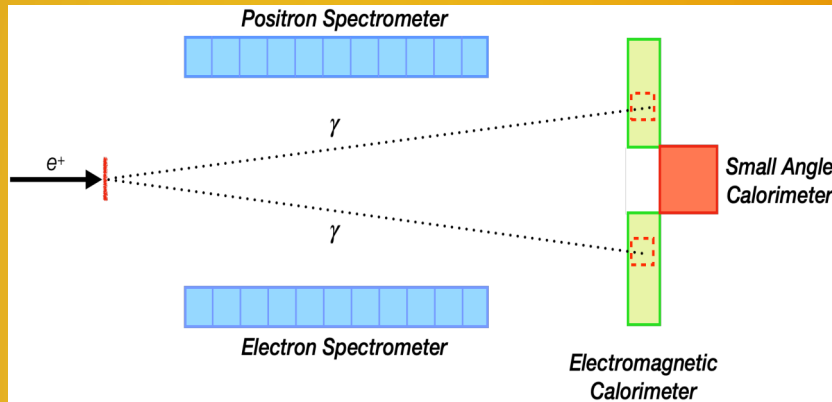 Positron Spectrometer
γ
e+
Small Angle
Calorimeter
γ
Electron Spectrometer
Electromagnetic
Calorimeter